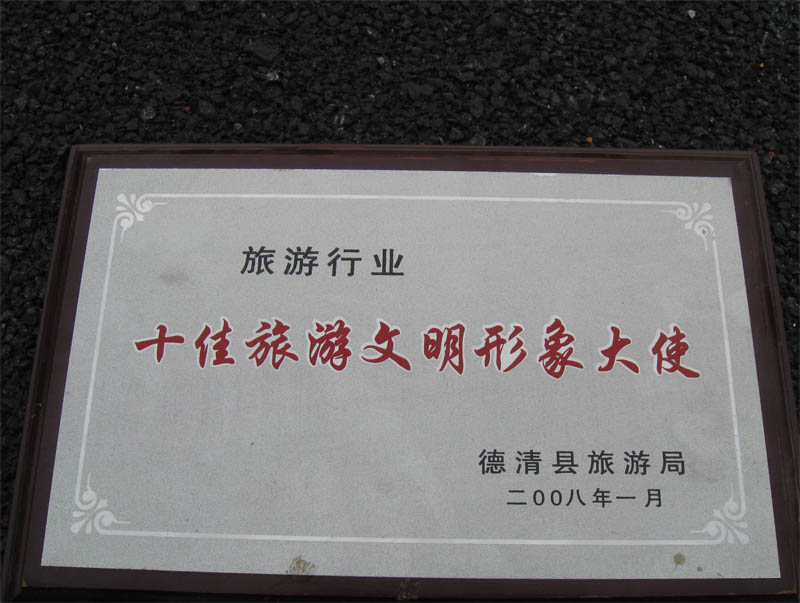 旅游行业
十佳旅游文明形象大使
德清县旅游局
二00八年一月